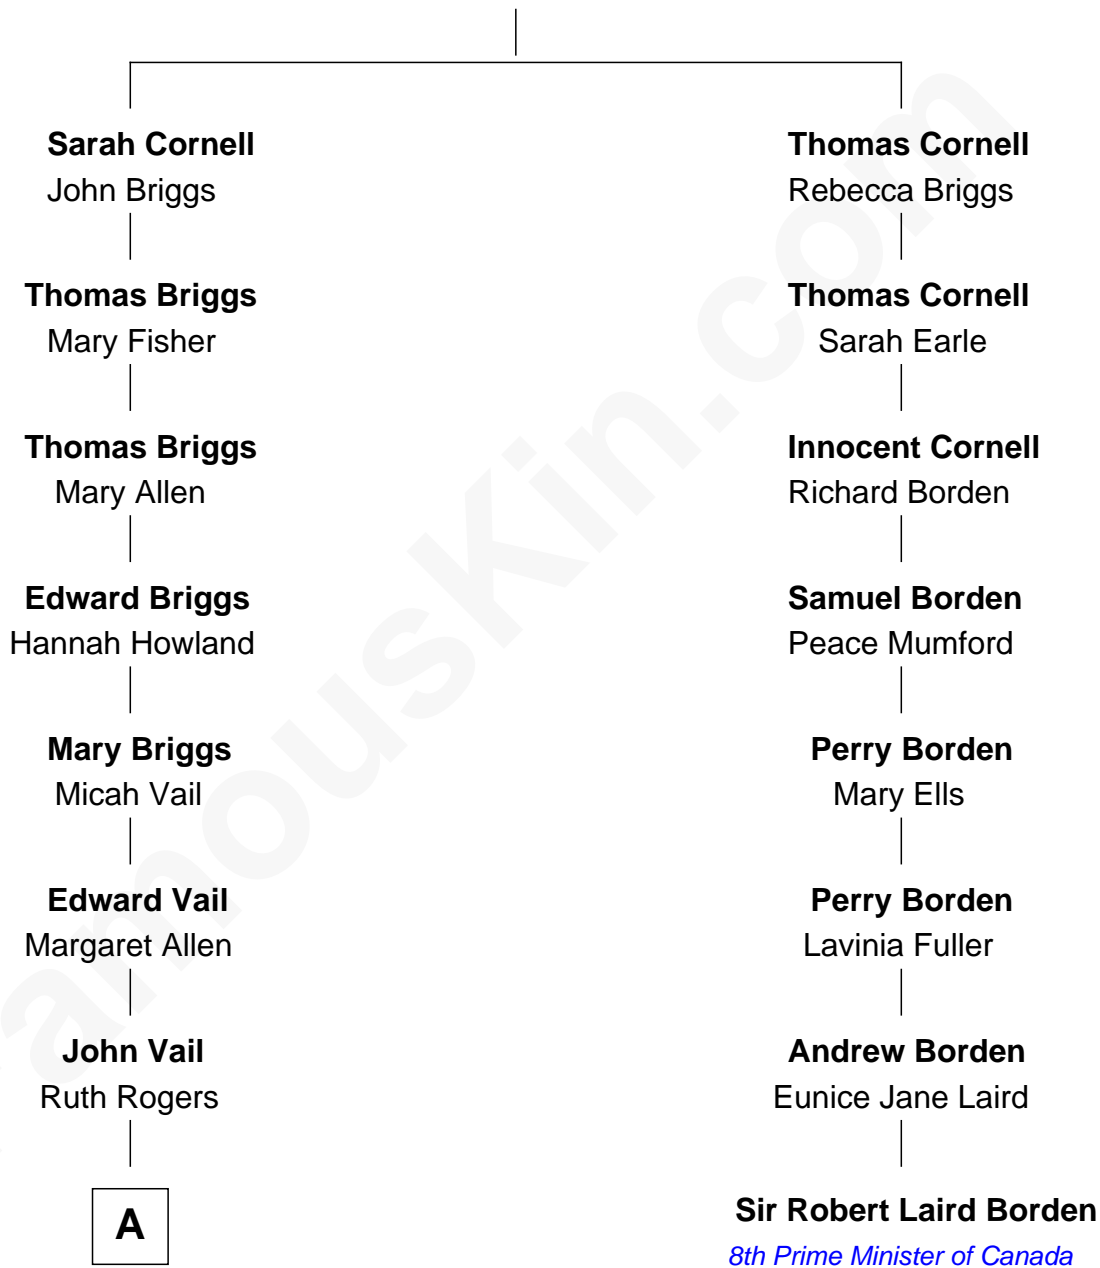 Sarah Cornell
John Briggs
Thomas Briggs
Mary Fisher
Thomas Briggs
Mary Allen
Edward Briggs
Hannah Howland
Mary Briggs
Micah Vail
Edward Vail
Margaret Allen
John Vail
Ruth Rogers
A
Thomas Cornell
Rebecca Briggs
Thomas Cornell
Sarah Earle
Innocent Cornell
Richard Borden
Samuel Borden
Peace Mumford
Perry Borden
Mary Ells
Perry Borden
Lavinia Fuller
Andrew Borden
Eunice Jane Laird
Sir Robert Laird Borden
8th Prime Minister of Canada
amousKin.com